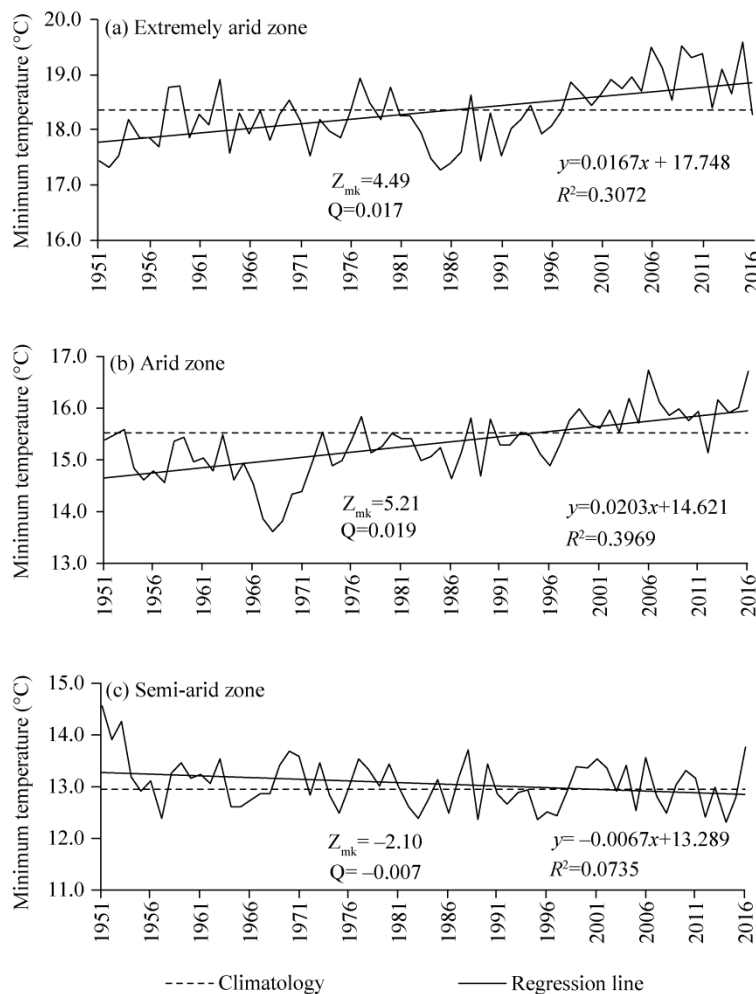 (a) Extremely arid zone
Minimum temperature (°C)
20.0
19.0
18.0
17.0
16.0
Zmk=4.49
Q=0.017
y=0.0167x + 17.748
R²=0.3072
1951 1956 1961 1966 1971 1976 1981 1986 1991 1996 2001 2006 2011 2016
(b) Arid zone
Minimum temperature (°C)
17.0
16.0
15.0
14.0
13.0
Zmk=5.21
Q=0.019
y=0.0203x+14.621
R²=0.3969
1951 1956 1961 1966 1971 1976 1981 1986 1991 1996 2001 2006 2011 2016
(c) Semi-arid zone
Minimum temperature (°C)
15.0
14.0
13.0
12.0
11.0
Zmk= –2.10
Q= –0.007
y= –0.0067x+13.289
R²=0.0735
1951 1956 1961 1966 1971 1976 1981 1986 1991 1996 2001 2006 2011 2016
Climatology
Regression line